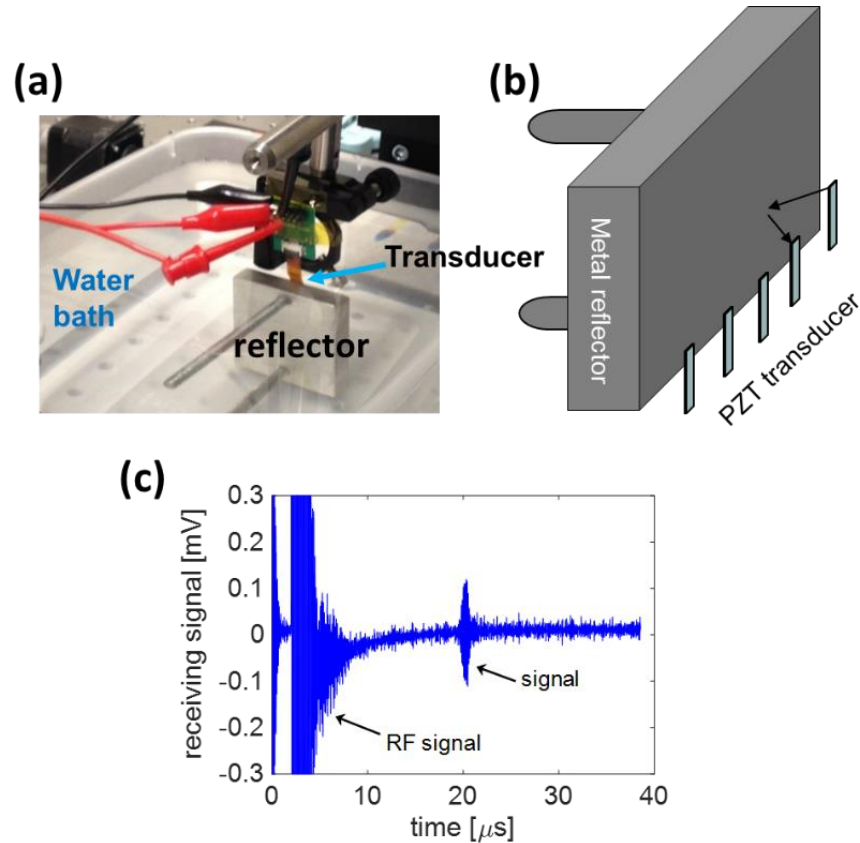 (a)
Water
bath
Transducer
reflector
(b)
Metal reflector
PZT transducer
(c)
receiving signal [mV]
0.3
0.2
0.1
0
-0.1
-0.2
-0.3
signal
RF signal
0
10
20
30
40
time [μs]